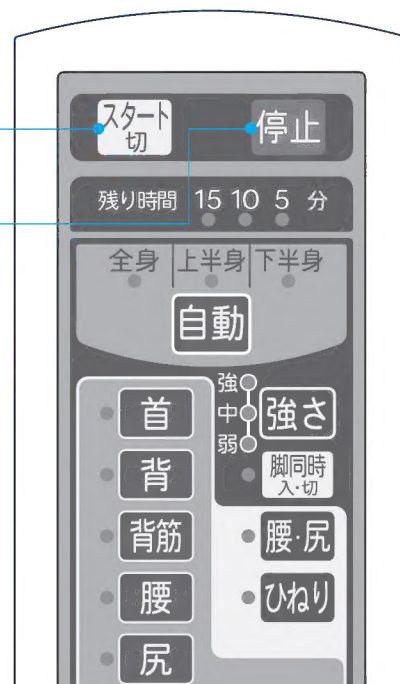 スタート
切
停止
残り時間 15 10 5 分
全身 上半身 下半身
自動
強
中
弱
強さ
脚同時
入・切
首
背
背筋
腰
尻
腰・尻
ひねり